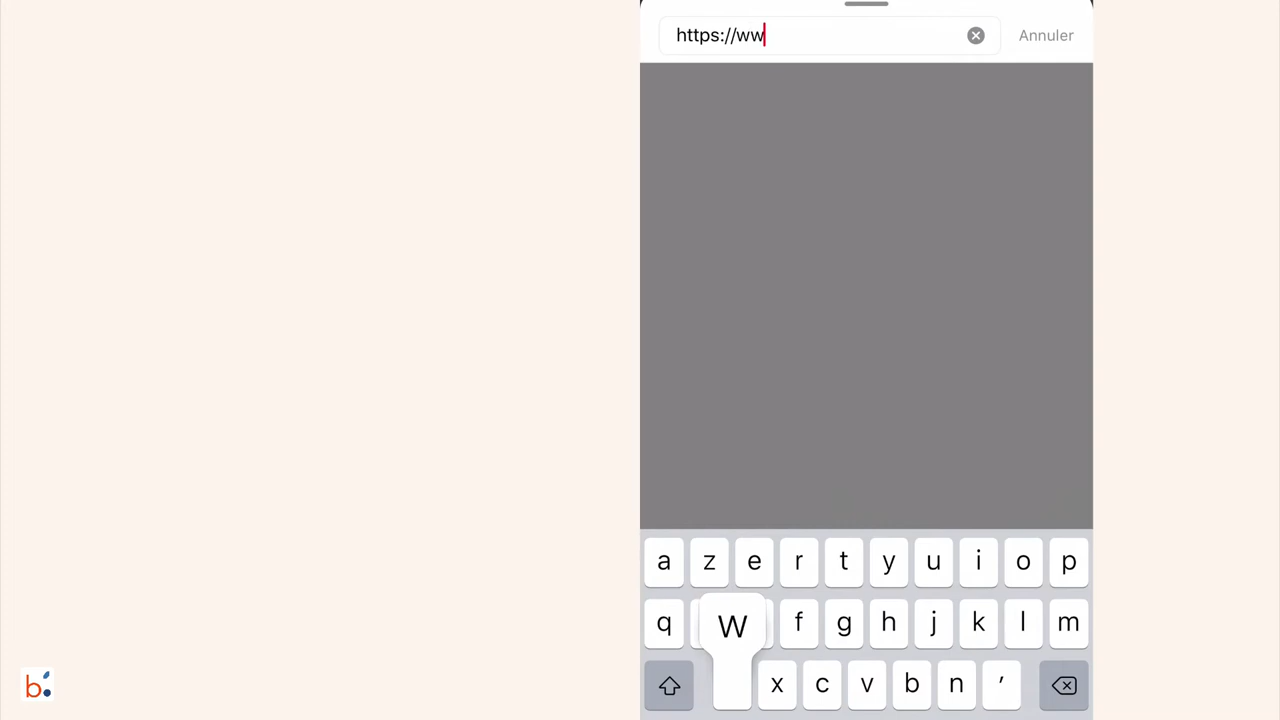 https://ww
Annuler
a z e r t y u i o p
q w f g h j k l m
x c v b n ′
b